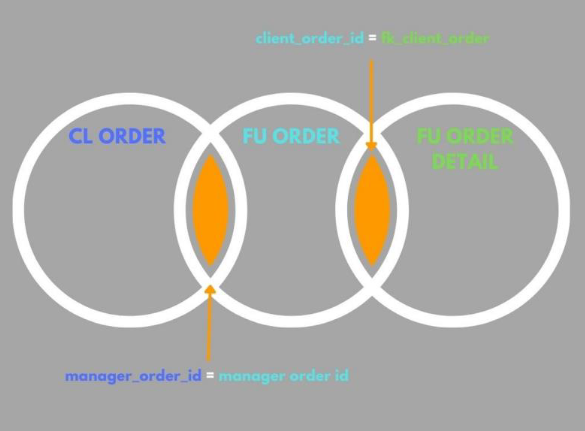 client_order_id = fk_client_order
CL ORDER
FU ORDER
FU ORDER
DETAIL
manager_order_id = manager order id